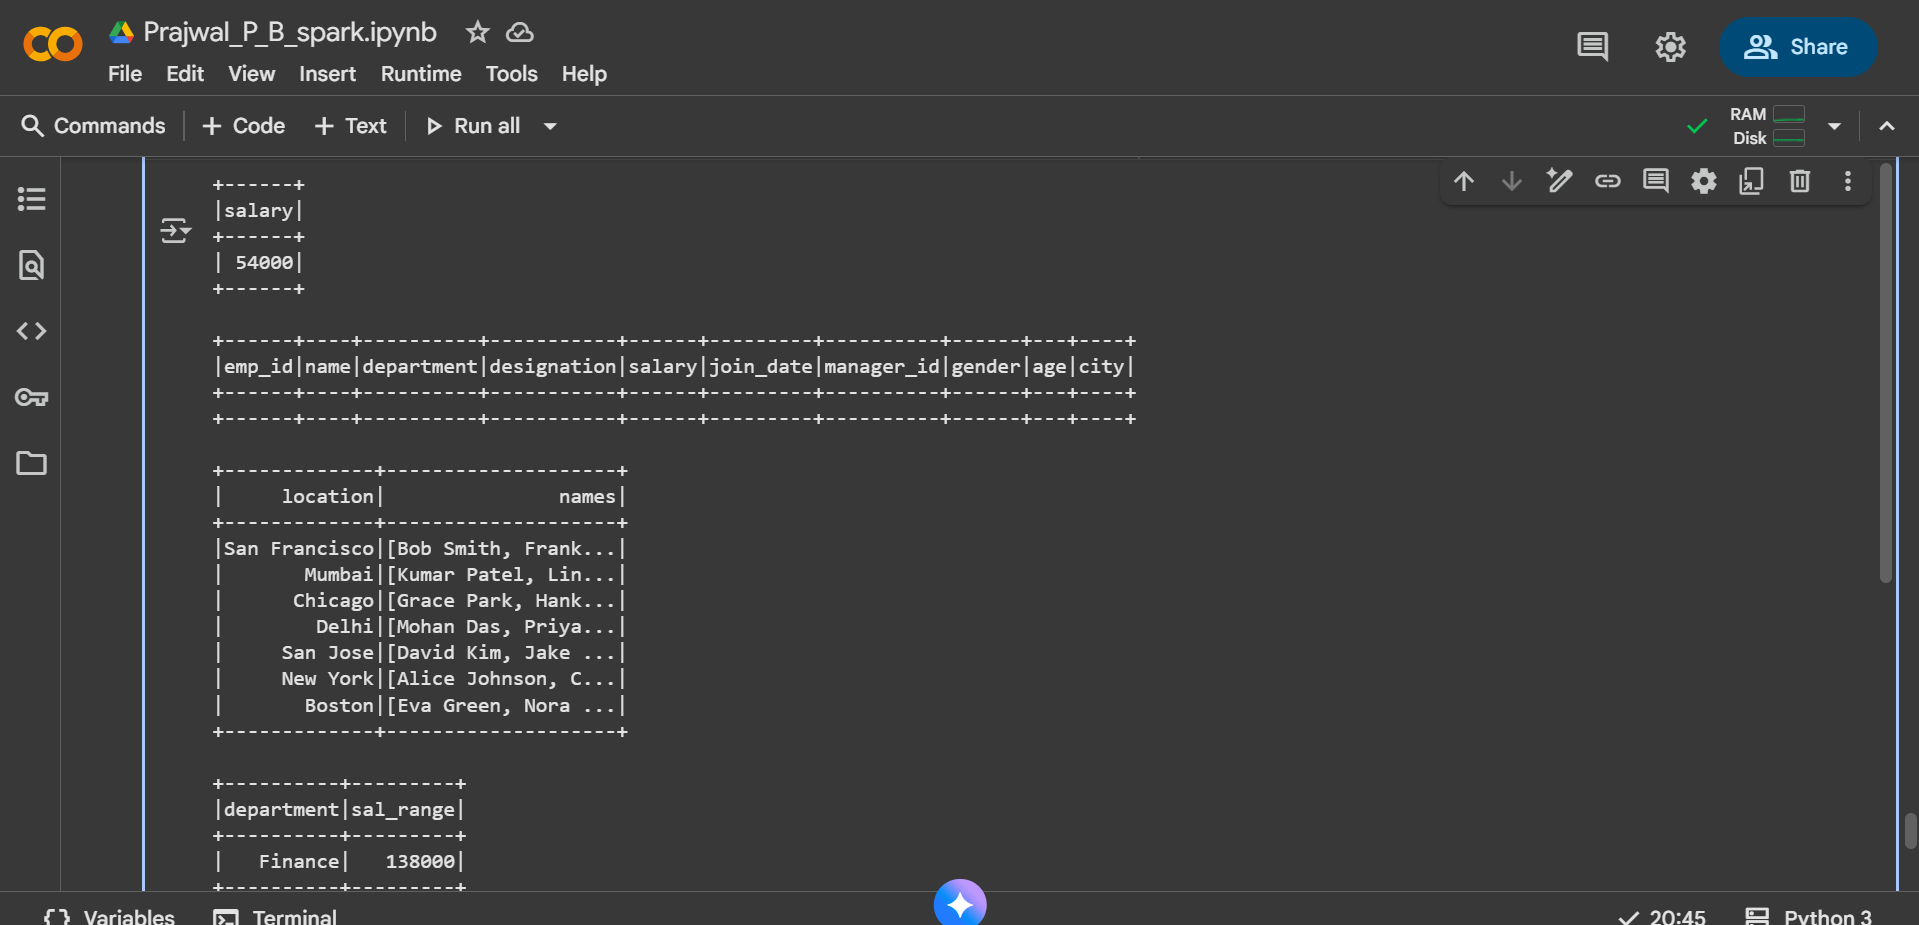 Prajwal_P_B_spark.ipynb
File Edit View Insert Runtime Tools Help
Share
Commands + Code + Text Run all
RAM
Disk
+------+
|salary|
+------+
| 54000|
+------+
+------+----+----------+-----------+------+---------+----------+------+---+----+
|emp_id|name|department|designation|salary|join_date|manager_id|gender|age|city|
+------+----+----------+-----------+------+---------+----------+------+---+----+
+------+----+----------+-----------+------+---------+----------+------+---+----+
+-------------+--------------------+
|     location|               names|
+-------------+--------------------+
|San Francisco|[Bob Smith, Frank...|
|       Mumbai|[Kumar Patel, Lin...|
|      Chicago|[Grace Park, Hank...|
|        Delhi|[Mohan Das, Priya...|
|     San Jose|[David Kim, Jake ...|
|     New York|[Alice Johnson, C...|
|       Boston|[Eva Green, Nora ...|
+-------------+--------------------+
+----------+---------+
|department|sal_range|
+----------+---------+
|   Finance|   138000|
+----------+---------+
Variables Terminal 20:45 Python 3